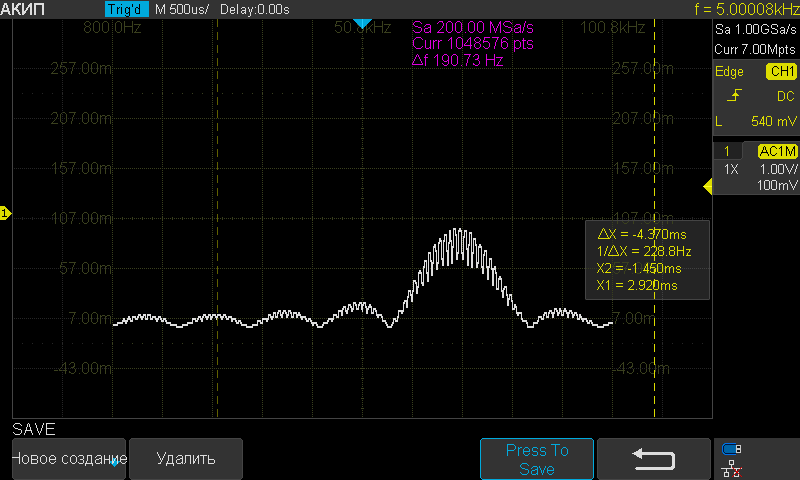 АКИП Trig'd M 500us/ Delay:0.00s f = 5.00008kHz
800.0Hz 50.8kHz 100.8kHz
Sa 200.00 MSa/s
Curr 1048576 pts
Δf 190.73 Hz
Sa 1.00GSa/s
Curr 7.00Mpts
Edge CH1
DC
L 540 mV
1 AC1M
1X 1.00V/
100mV
257.00m 257.00m
207.00m 207.00m
157.00m 157.00m
107.00m 107.00m
57.00m 57.00m
7.00m 7.00m
-43.00m -43.00m
1
ΔX = -4.370ms
1/ΔX = 228.8Hz
X2 = -1.450ms
X1 = 2.920ms
SAVE
Новое создание Удалить Press To
Save